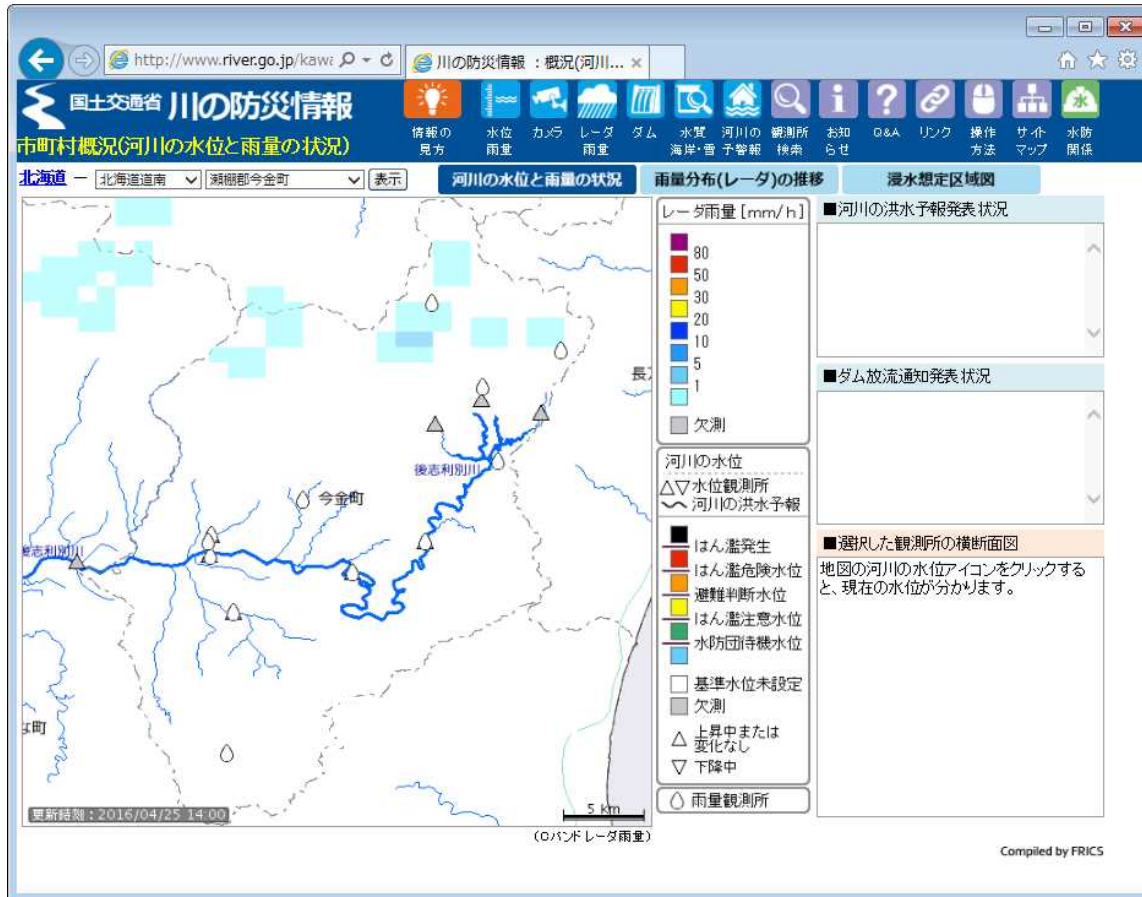 http://www.river.go.jp/kawa
川の防災情報 ：概況(河川...
国土交通省 川の防災情報
市町村概況(河川の水位と雨量の状況)
情報の見方
水位雨量
カメラ
レーダ雨量
ダム
水質海岸・雪
河川の予警報
観測所検索
お知らせ
Q&A
リンク
操作方法
サイトマップ
水防関係
北海道 － 北海道道南 瀬棚郡今金町 表示
河川の水位と雨量の状況
雨量分布(レーダ)の推移
浸水想定区域図
長万
後志利別川
今金町
後志利別川
な町
更新時刻：2016/04/25 14:00
5 km
(Cバンドレーダ雨量)
レーダ雨量[mm/h]
80
50
30
20
10
5
1
欠測
河川の水位
△▽水位観測所
河川の洪水予報
はん濫発生
はん濫危険水位
避難判断水位
はん濫注意水位
水防団待機水位
基準水位未設定
欠測
△ 上昇中または
変化なし
▽ 下降中
雨量観測所
■河川の洪水予報発表状況
■ダム放流通知発表状況
■選択した観測所の横断面図
地図の河川の水位アイコンをクリックする
と、現在の水位が分かります。
Compiled by FRICS